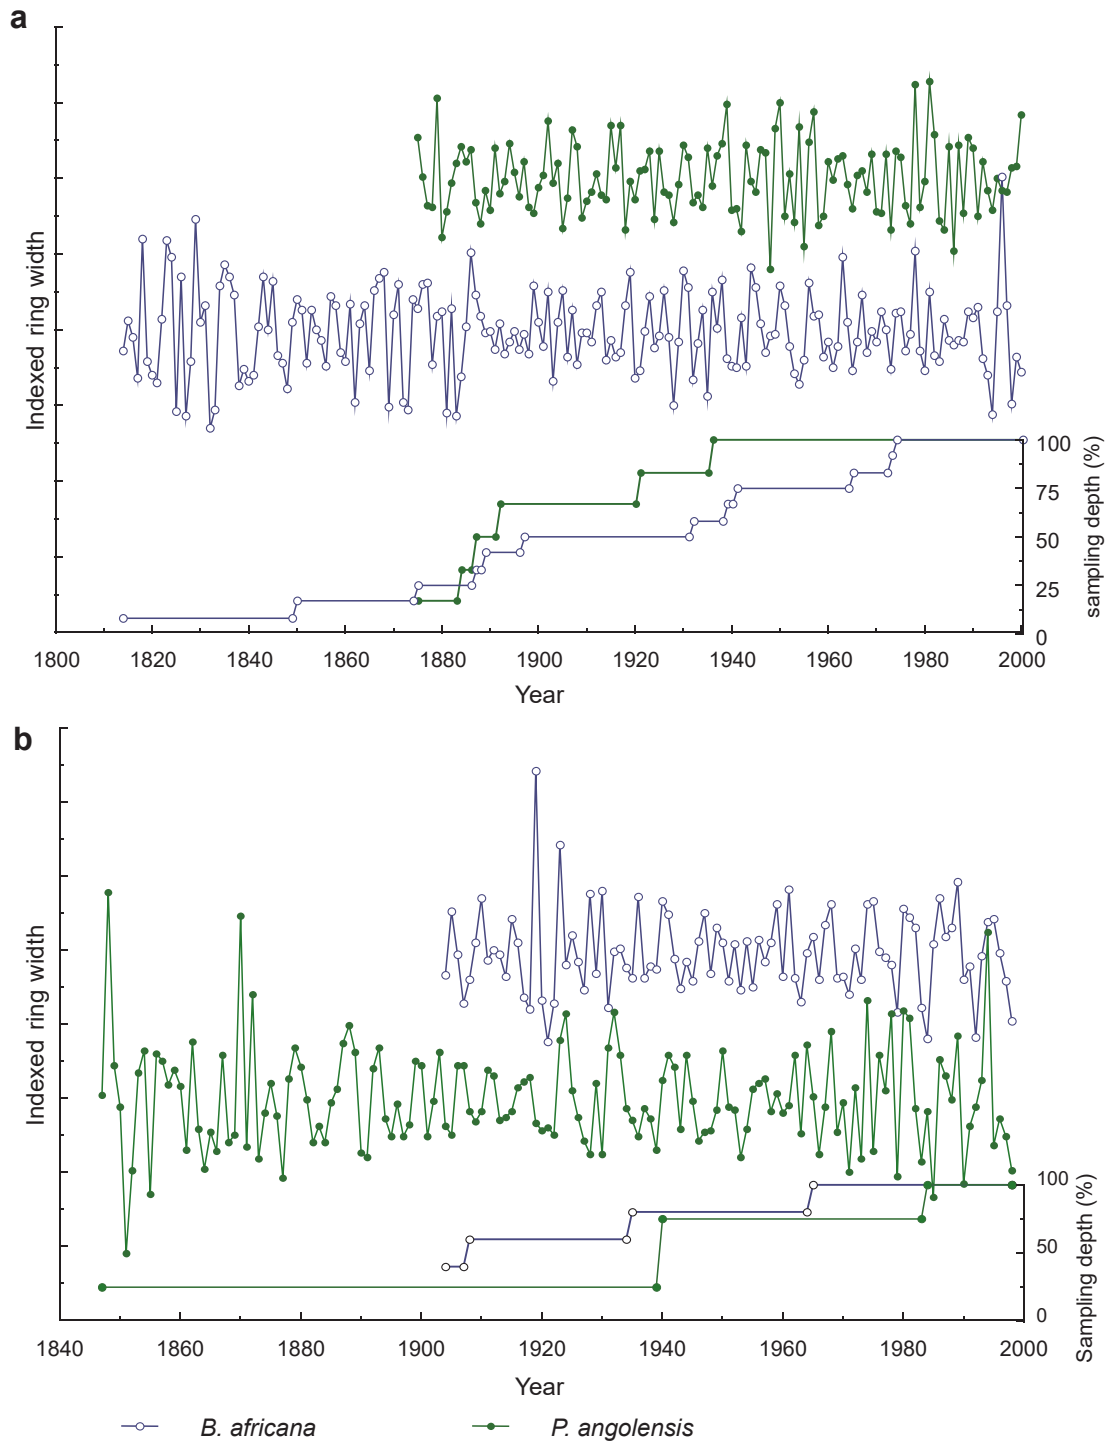 a
Indexed ring width
100
75
50
25
0
sampling depth (%)
1800 1820 1840 1860 1880 1900 1920 1940 1960 1980 2000
Year
b
Indexed ring width
100
50
0
Sampling depth (%)
1840 1860 1880 1900 1920 1940 1960 1980 2000
Year
B. africana P. angolensis